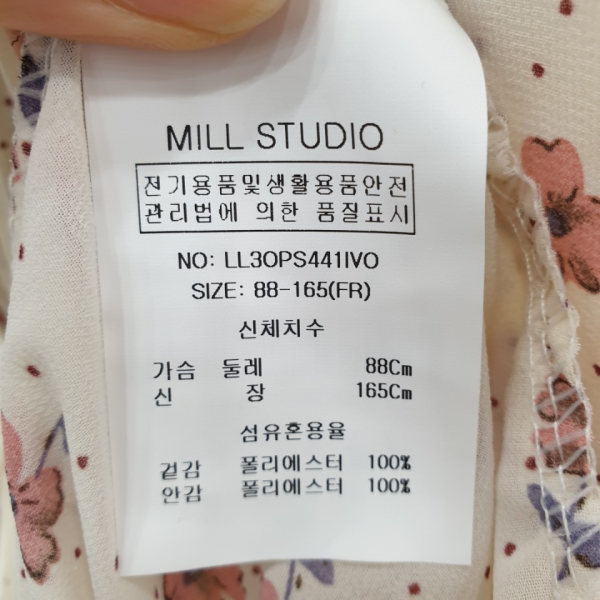 MILL STUDIO
전기용품및생활용품안전
관리법에 의한 품질표시
NO: LL3OPS441IVO
SIZE: 88-165(FR)
신체치수
가슴 둘레 88Cm
신 장 165Cm
섬유혼용율
겉감 폴리에스터 100%
안감 폴리에스터 100%